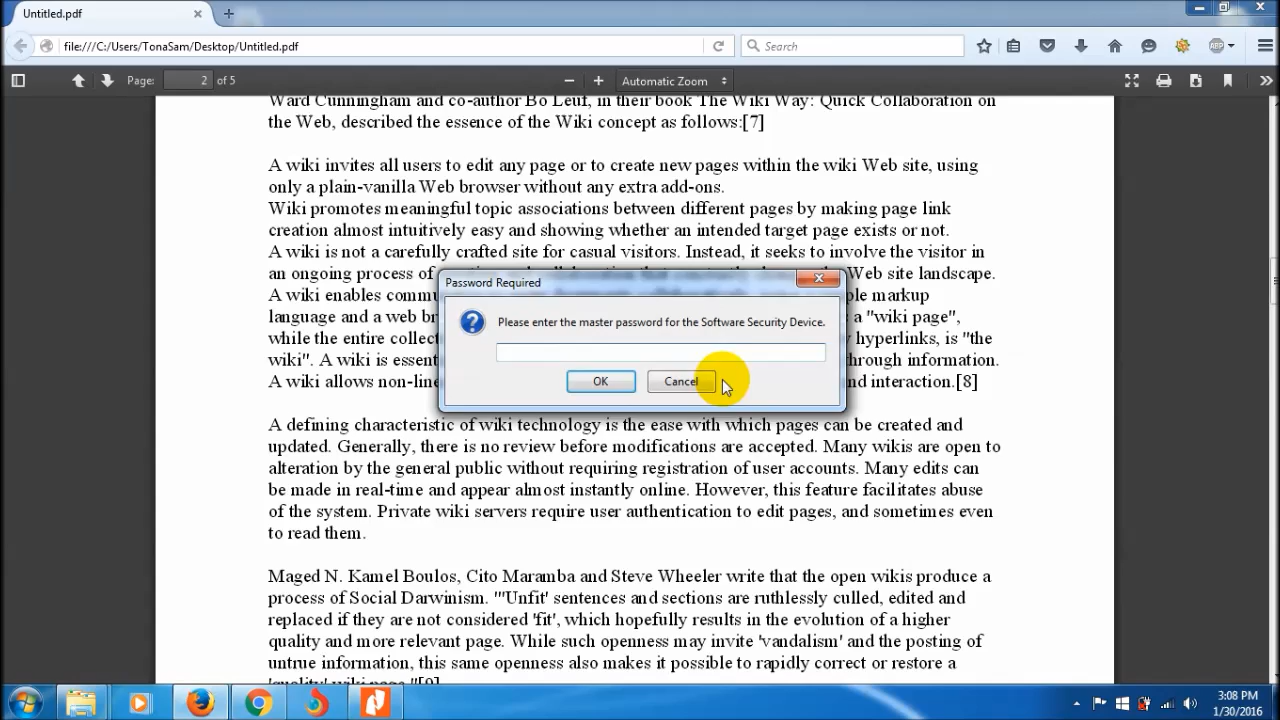 Untitled.pdf
file:///C:/Users/TonaSam/Desktop/Untitled.pdf
Search
ABP
Page: 2 of 5
Automatic Zoom
Ward Cunningham and co-author Bo Leuf, in their book The Wiki Way: Quick Collaboration on
the Web, described the essence of the Wiki concept as follows:[7]
A wiki invites all users to edit any page or to create new pages within the wiki Web site, using
only a plain-vanilla Web browser without any extra add-ons.
Wiki promotes meaningful topic associations between different pages by making page link
creation almost intuitively easy and showing whether an intended target page exists or not.
A wiki is not a carefully crafted site for casual visitors. Instead, it seeks to involve the visitor in
an ongoing process of Web site landscape.
A wiki enables markup
language and a web a "wiki page",
while the entire hyperlinks, is "the
wiki". A wiki is through information.
A wiki allows and interaction.[8]
Password Required
Please enter the master password for the Software Security Device.
OK
Cancel
A defining characteristic of wiki technology is the ease with which pages can be created and
updated. Generally, there is no review before modifications are accepted. Many wikis are open to
alteration by the general public without requiring registration of user accounts. Many edits can
be made in real-time and appear almost instantly online. However, this feature facilitates abuse
of the system. Private wiki servers require user authentication to edit pages, and sometimes even
to read them.
Maged N. Kamel Boulos, Cito Maramba and Steve Wheeler write that the open wikis produce a
process of Social Darwinism. "'Unfit' sentences and sections are ruthlessly culled, edited and
replaced if they are not considered 'fit', which hopefully results in the evolution of a higher
quality and more relevant page. While such openness may invite 'vandalism' and the posting of
untrue information, this same openness also makes it possible to rapidly correct or restore a
'quality' wiki page."[9]
3:08 PM
1/30/2016